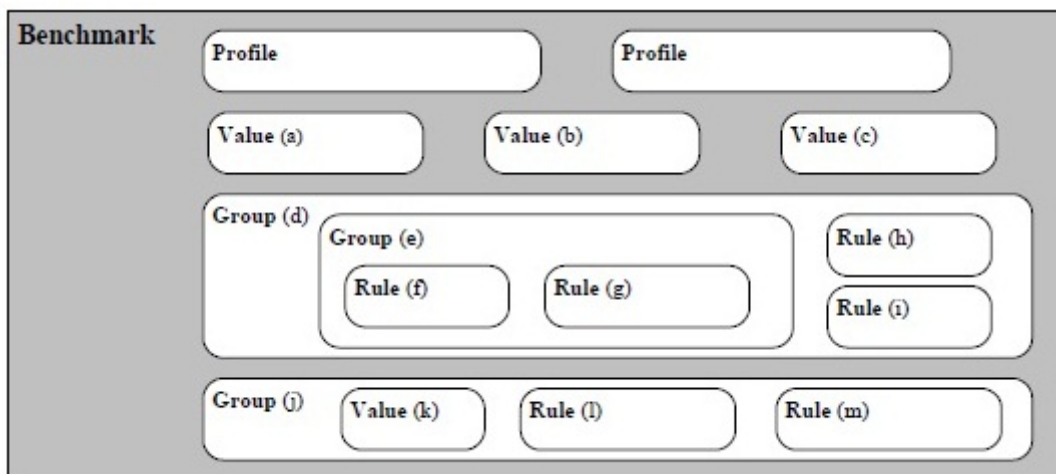 Benchmark
Profile
Profile
Value (a)
Value (b)
Value (c)
Group (d)
Group (e)
Rule (f)
Rule (g)
Rule (h)
Rule (i)
Group (j)
Value (k)
Rule (l)
Rule (m)